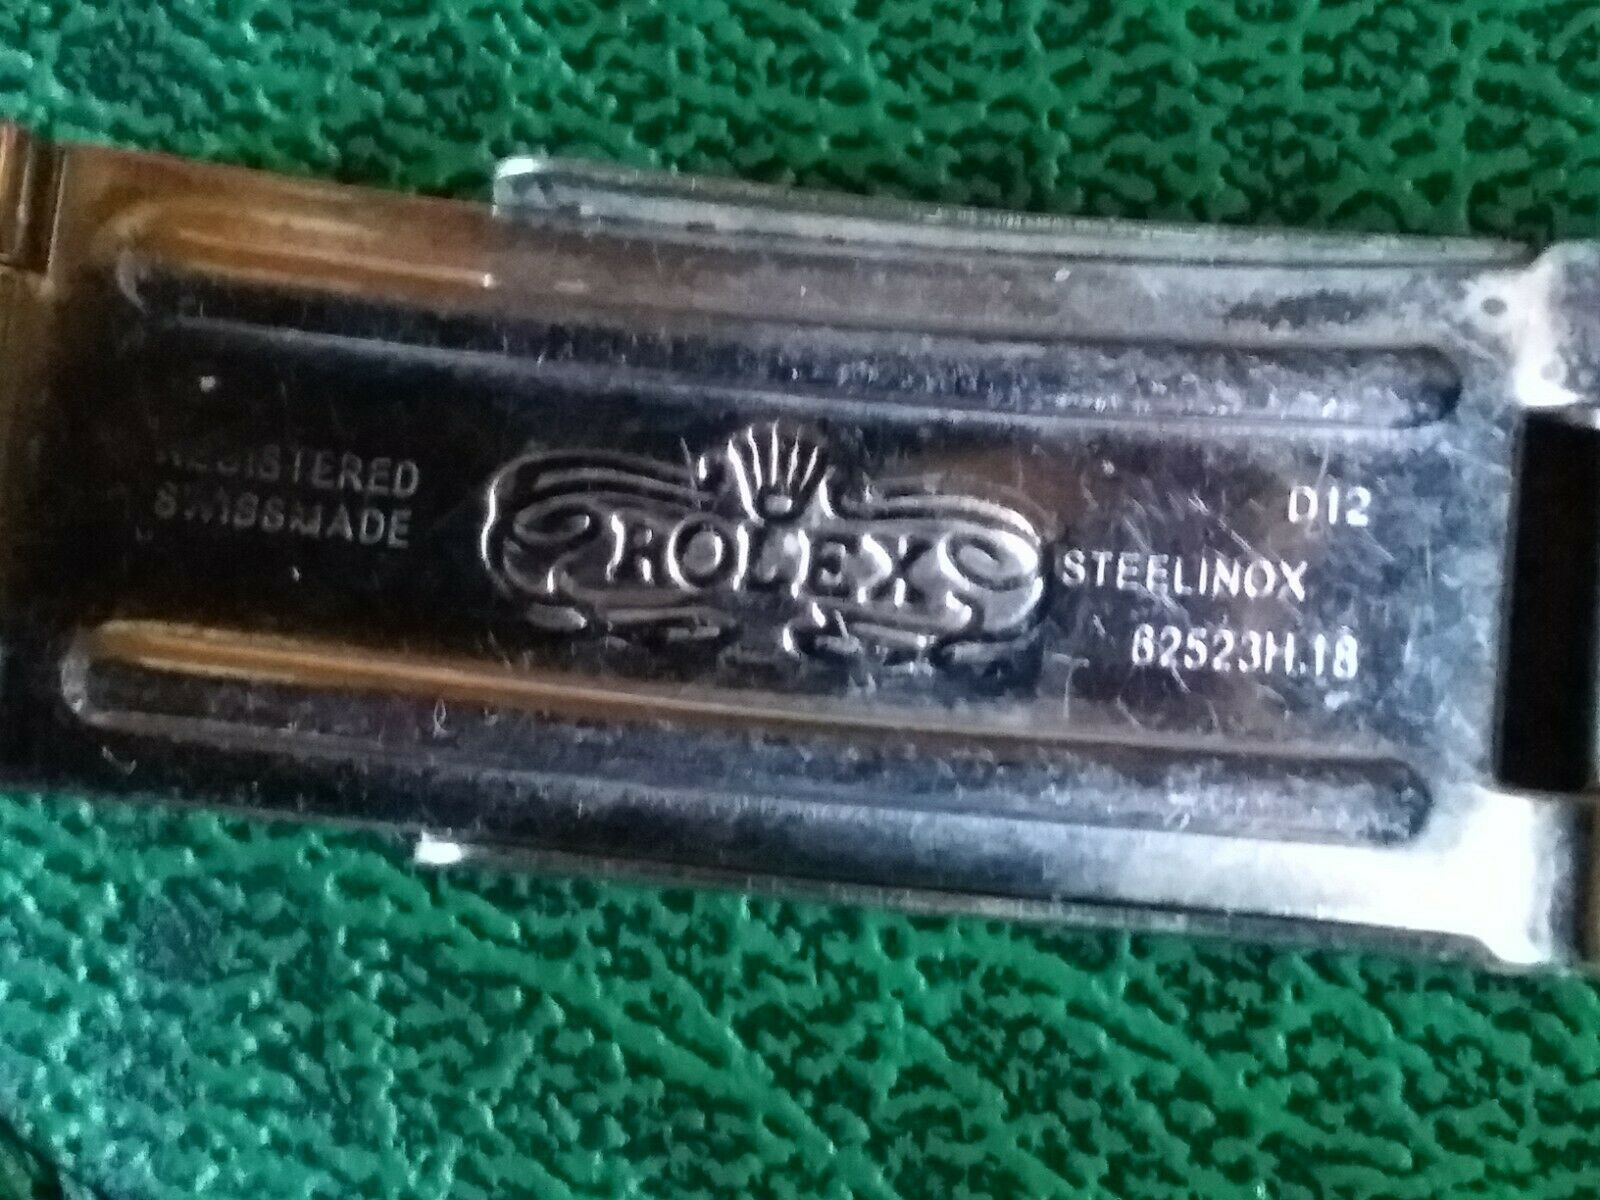 REGISTERED
SWISSMADE
ROLEX
D12
STEELINOX
62523H.18